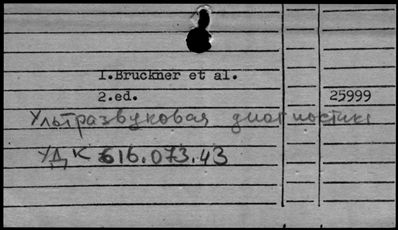 1.Bruckner et al.
2.ed. 25999
Ультразвуковая диагностика
УДК 616.073.43